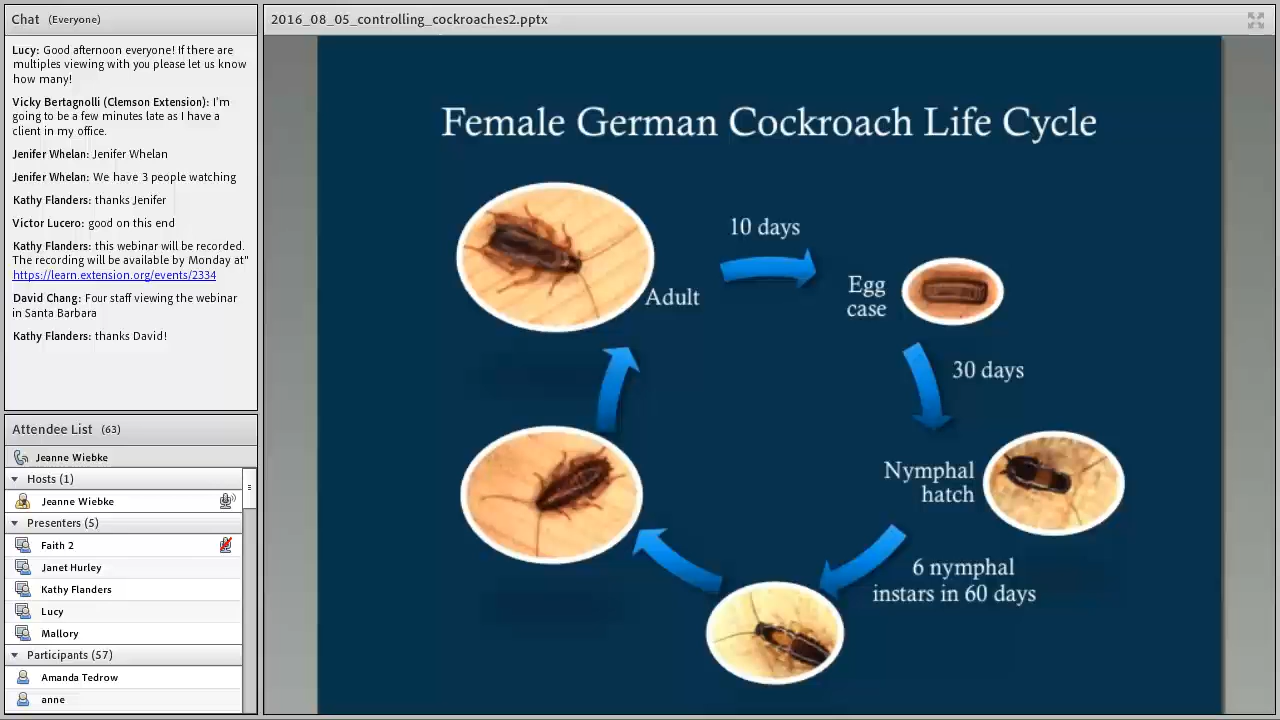 Chat (Everyone)
Lucy: Good afternoon everyone! If there are
multiples viewing with you please let us know
how many!
Vicky Bertagnolli (Clemson Extension): I'm
going to be a few minutes late as I have a
client in my office.
Jenifer Whelan: Jenifer Whelan
Jenifer Whelan: We have 3 people watching
Kathy Flanders: thanks Jenifer
Victor Lucero: good on this end
Kathy Flanders: this webinar will be recorded.
The recording will be available by Monday at"
https://learn.extension.org/events/2334
David Chang: Four staff viewing the webinar
in Santa Barbara
Kathy Flanders: thanks David!
Attendee List (63)
Jeanne Wiebke
Hosts (1)
Jeanne Wiebke
Presenters (5)
Faith 2
Janet Hurley
Kathy Flanders
Lucy
Mallory
Participants (57)
Amanda Tedrow
anne
2016_08_05_controlling_cockroaches2.pptx
Female German Cockroach Life Cycle
10 days
Adult
Egg
case
30 days
Nymphal
hatch
6 nymphal
instars in 60 days